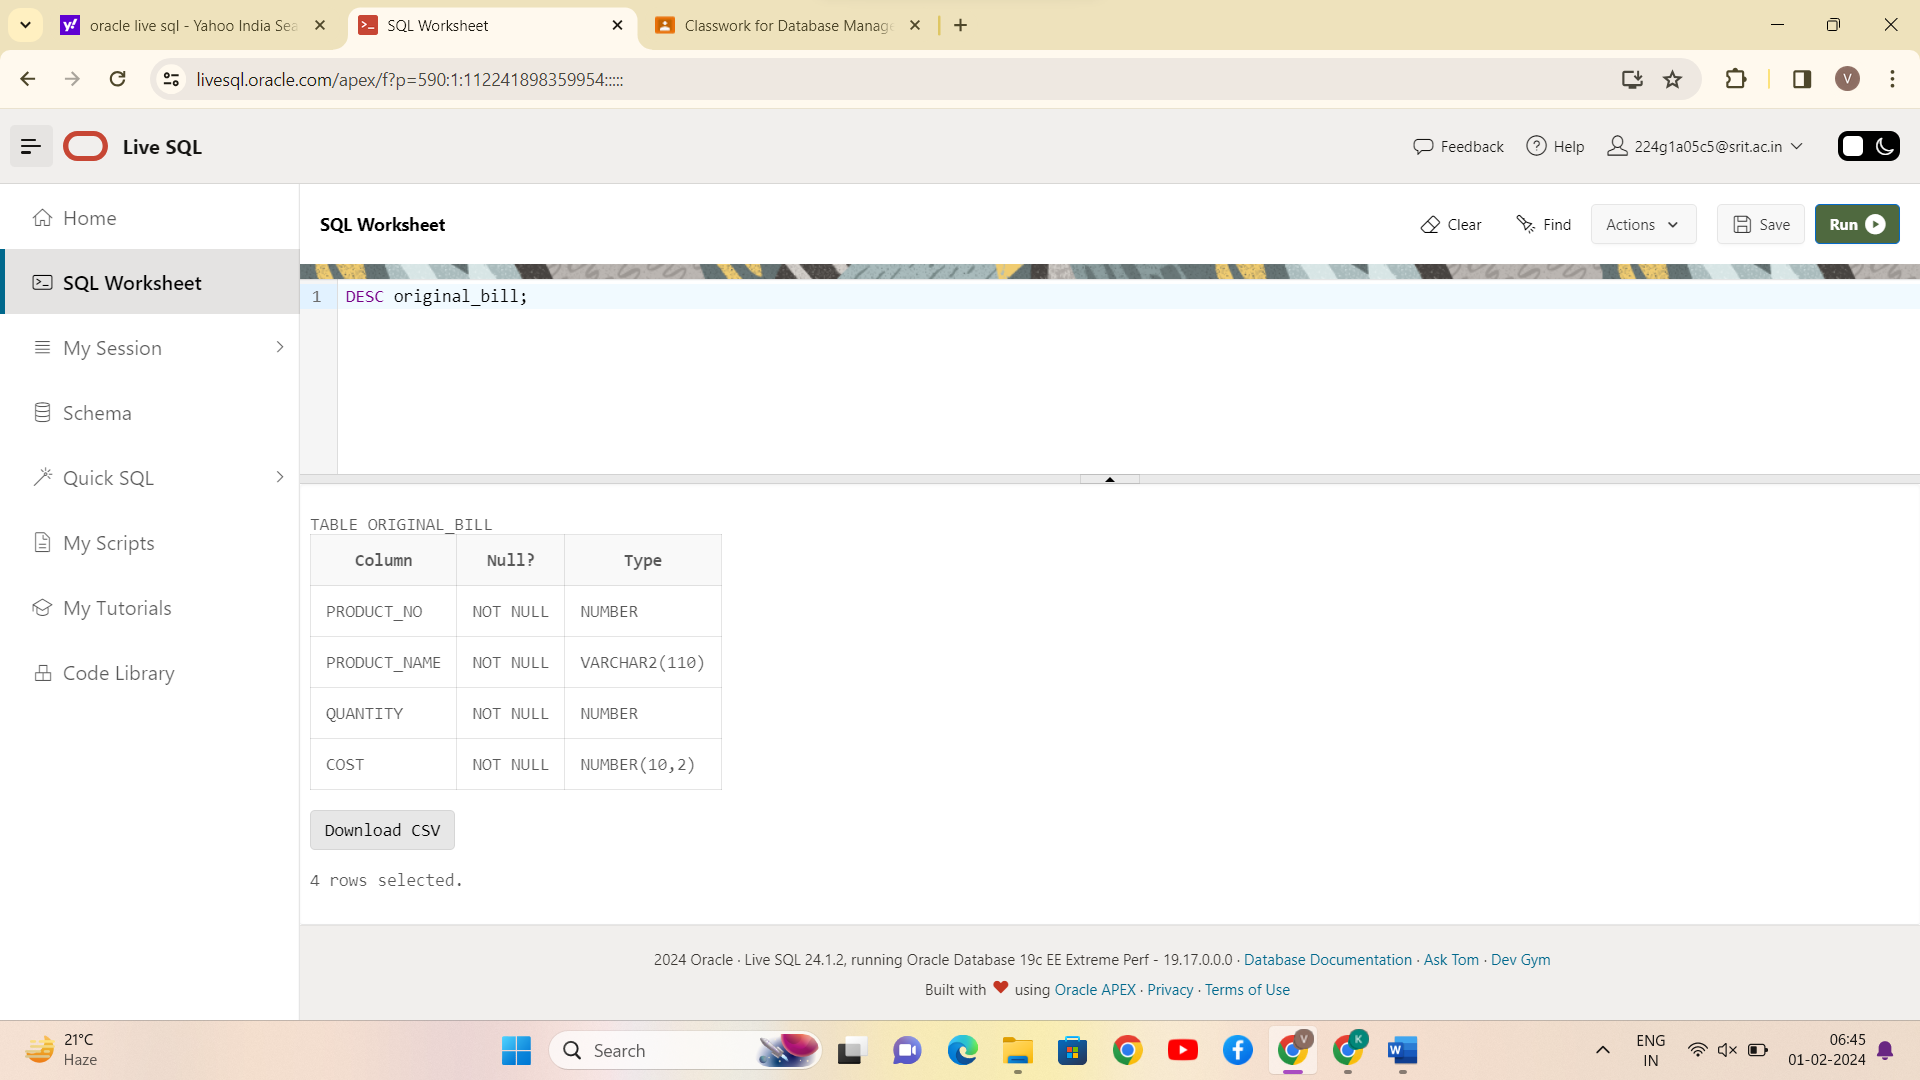 oracle live sql - Yahoo India Sea
SQL Worksheet
Classwork for Database Manage
livesql.oracle.com/apex/f?p=590:1:112241898359954:::::
V
Live SQL
Feedback
Help
224g1a05c5@srit.ac.in
Home
SQL Worksheet
My Session
Schema
Quick SQL
My Scripts
My Tutorials
Code Library
SQL Worksheet
Clear
Find
Actions
Save
Run
1 DESC original_bill;
TABLE ORIGINAL_BILL
Column Null? Type
PRODUCT_NO NOT NULL NUMBER
PRODUCT_NAME NOT NULL VARCHAR2(110)
QUANTITY NOT NULL NUMBER
COST NOT NULL NUMBER(10,2)
Download CSV
4 rows selected.
2024 Oracle · Live SQL 24.1.2, running Oracle Database 19c EE Extreme Perf - 19.17.0.0.0 · Database Documentation · Ask Tom · Dev Gym
Built with ❤ using Oracle APEX · Privacy · Terms of Use
21°C
Haze
Search
V
K
W
ENG
IN
06:45
01-02-2024